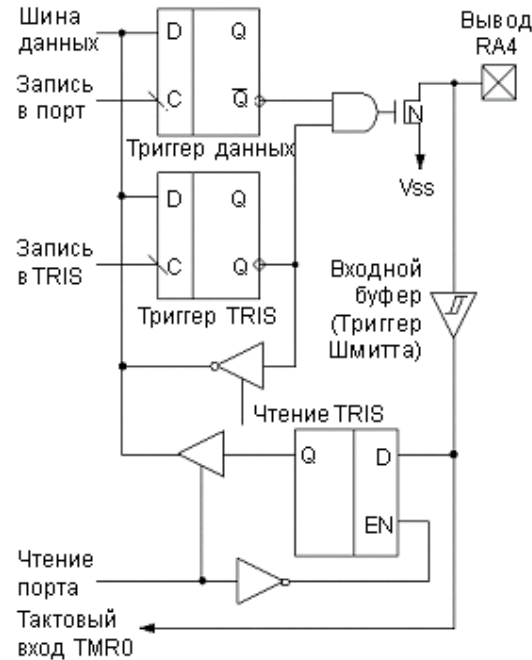 Шина
данных
D
Q
Вывод
RA4
Запись
в порт
C
Q
N
Триггер данных
Vss
D
Q
Запись
в TRIS
C
Q
Триггер TRIS
Входной
буфер
(Триггер
Шмитта)
Чтение TRIS
Q
D
EN
Чтение
порта
Тактовый
вход TMR0